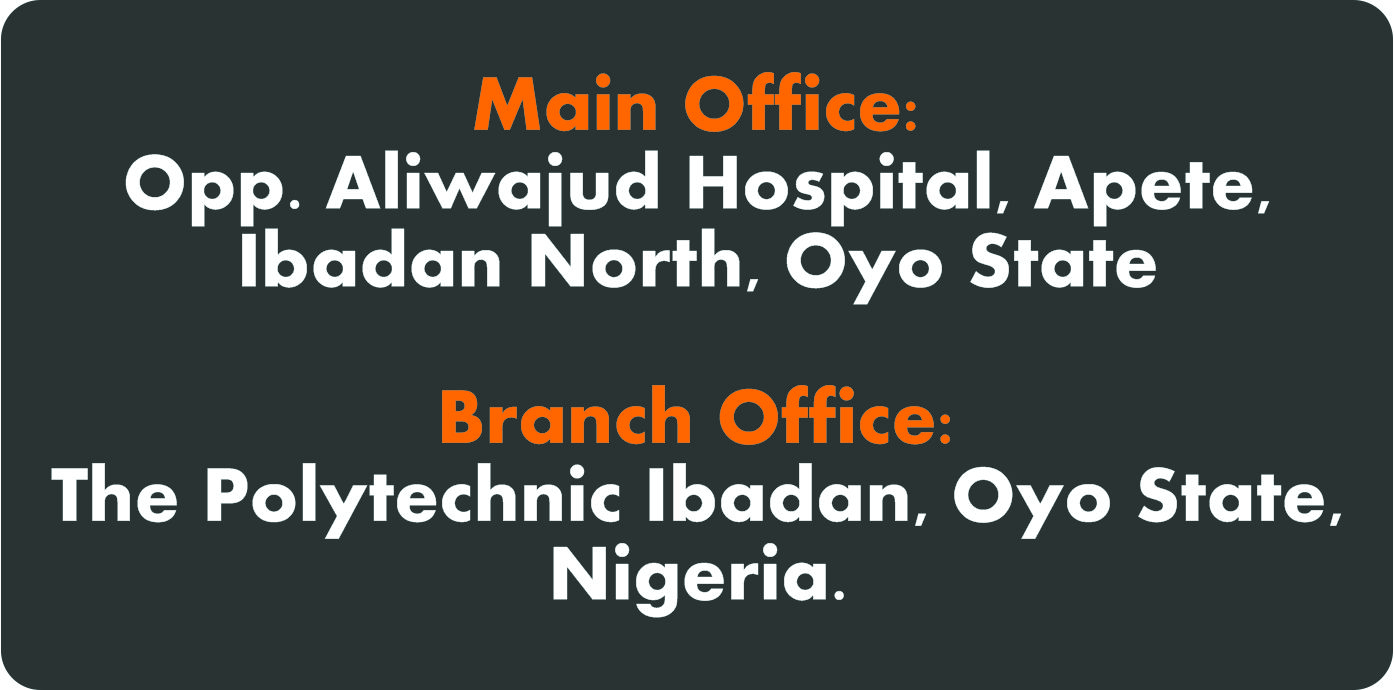 Main Office:
Opp. Aliwajud Hospital, Apete,
Ibadan North, Oyo State
Branch Office:
The Polytechnic Ibadan, Oyo State,
Nigeria.